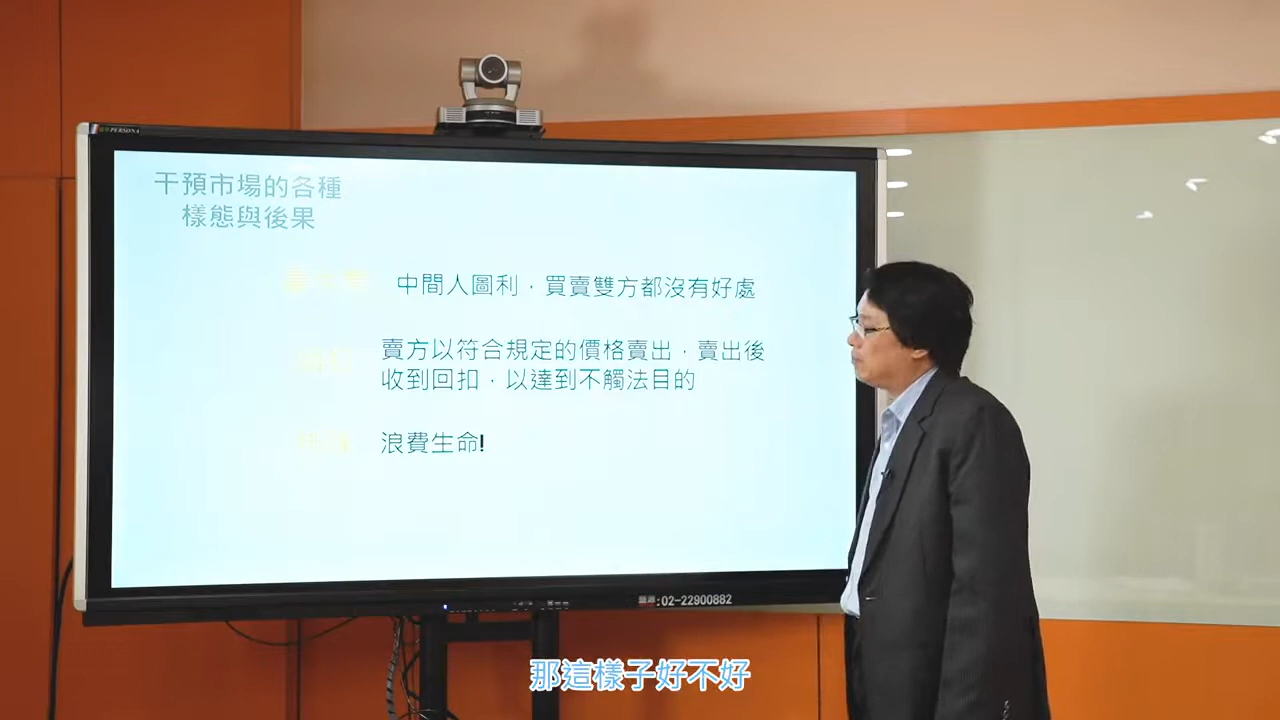 PERSONA
干預市場的各種
樣態與後果
中間人圖利，買賣雙方都沒有好處
賣方以符合規定的價格賣出，賣出後
收到回扣，以達到不觸法目的
浪費生命!
:02-22900882
那這樣子好不好